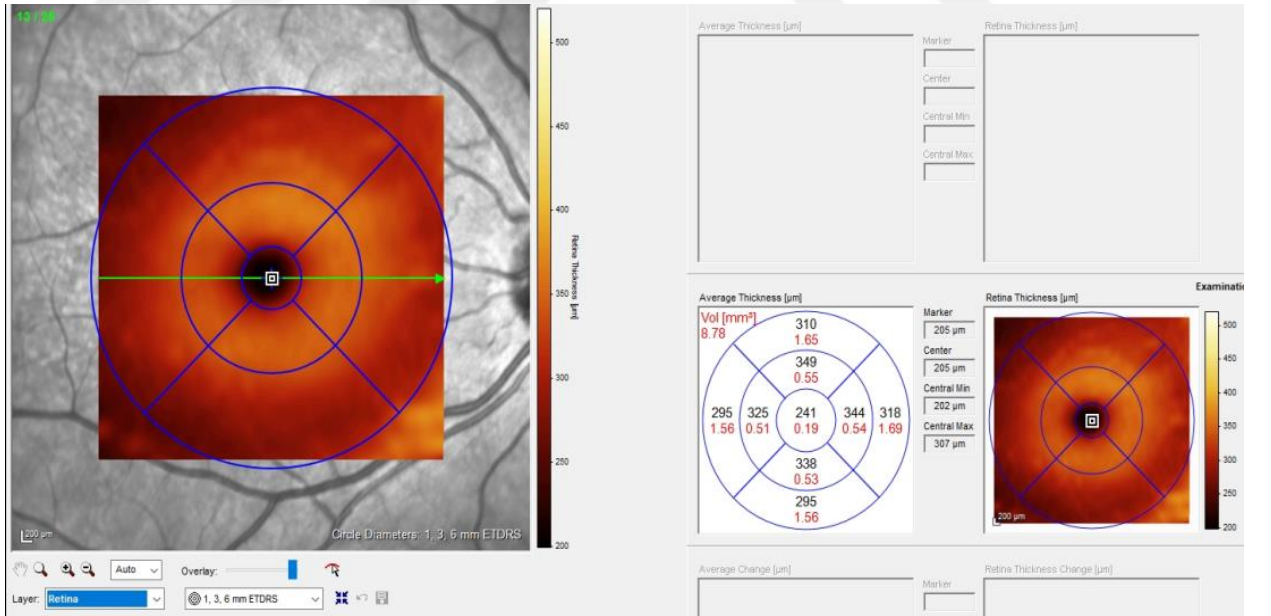 13 / 25
500
450
400
350
300
250
200
Retina Thickness [µm]
200 µm
Circle Diameters: 1, 3, 6 mm ETDRS
Auto
Overlay:
Layer: Retina
1, 3, 6 mm ETDRS
Average Thickness [µm]
Marker
Center
Central Min
Central Max
Retina Thickness [µm]
Examinatio
Average Thickness [µm]
Vol [mm³]
8.78
310
1.65
349
0.55
295 325 241 344 318
1.56 0.51 0.19 0.54 1.69
338
0.53
295
1.56
Marker
205 µm
Center
205 µm
Central Min
202 µm
Central Max
307 µm
Retina Thickness [µm]
500
450
400
350
300
250
200
200 µm
Average Change [µm]
Marker
Retina Thickness Change [µm]